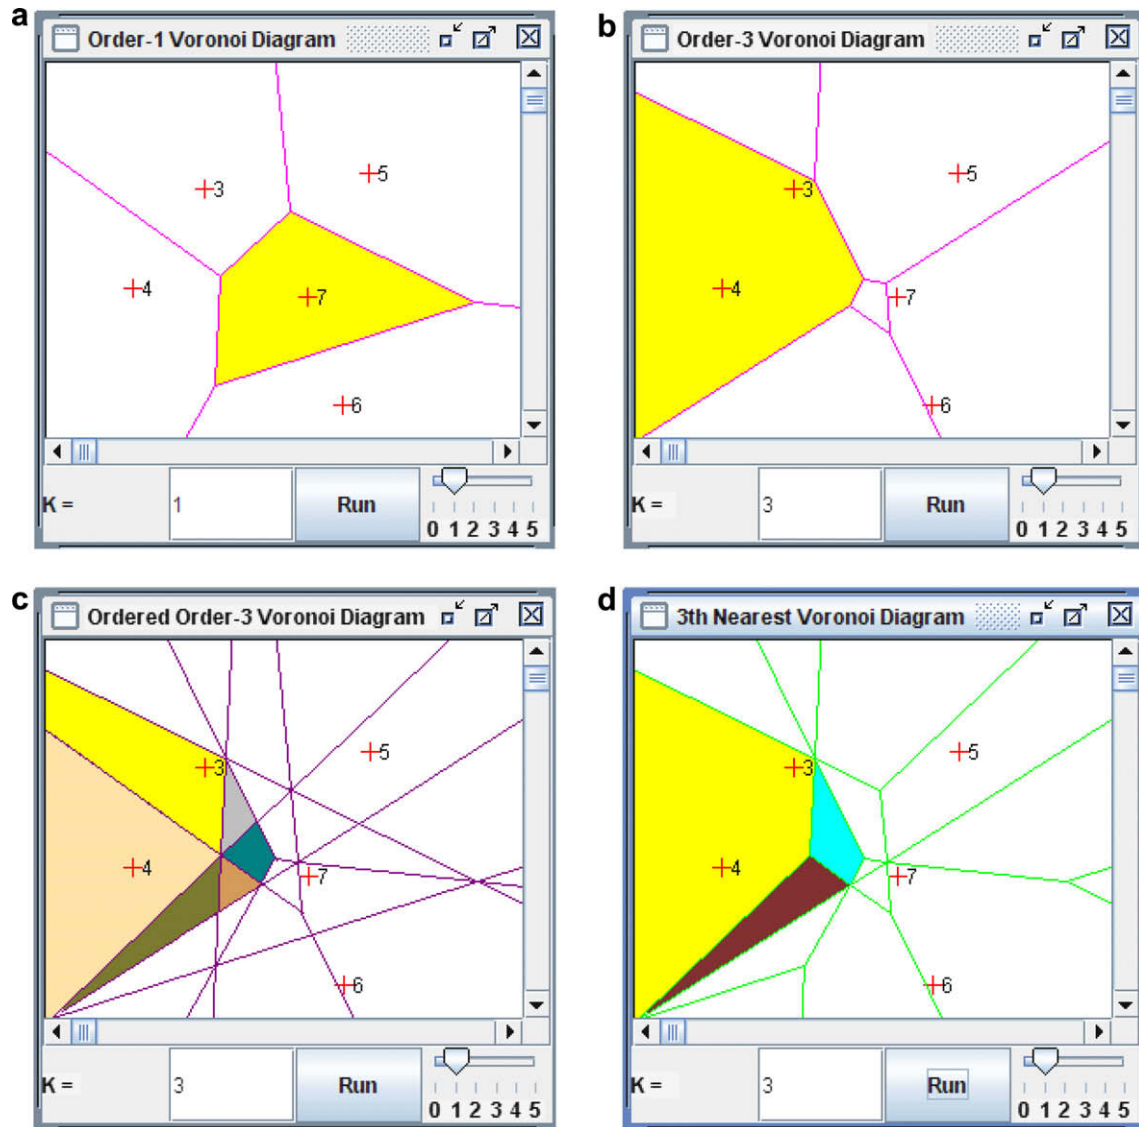 a
Order-1 Voronoi Diagram
3
5
4
7
6
K =
1
Run
0 1 2 3 4 5
b
Order-3 Voronoi Diagram
3
5
4
7
6
K =
3
Run
0 1 2 3 4 5
c
Ordered Order-3 Voronoi Diagram
5
3
4
7
6
K =
3
Run
0 1 2 3 4 5
d
3th Nearest Voronoi Diagram
5
3
4
7
6
K =
3
Run
0 1 2 3 4 5